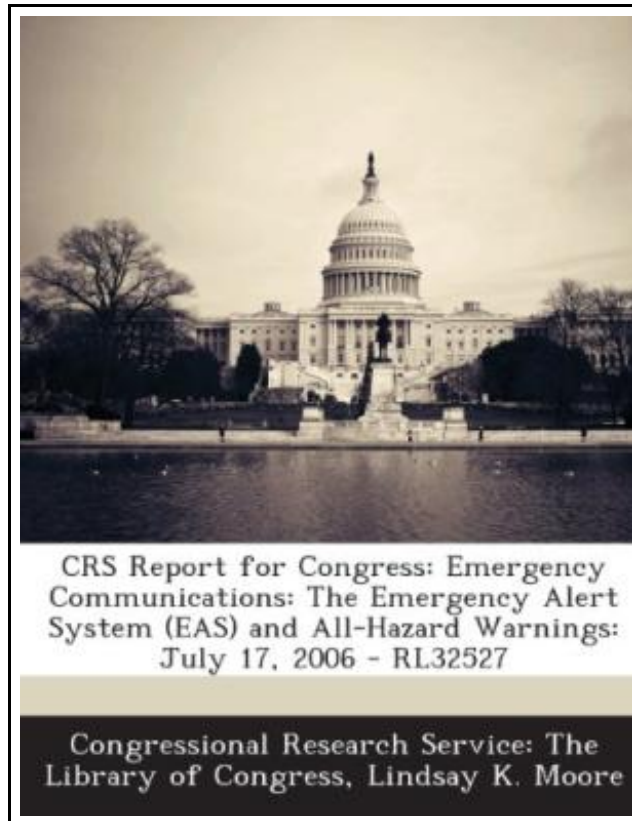 CRS Report for Congress: Emergency
Communications: The Emergency Alert
System (EAS) and All-Hazard Warnings:
July 17, 2006 - RL32527
Congressional Research Service: The
Library of Congress, Lindsay K. Moore